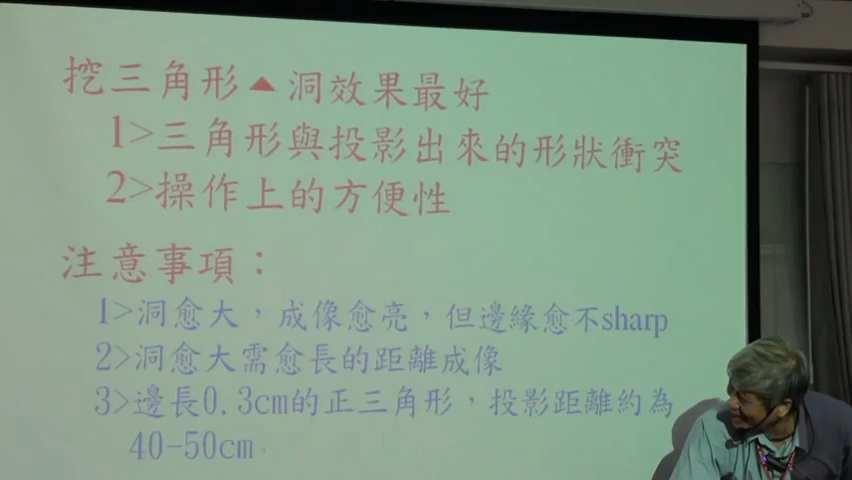 挖三角形▲洞效果最好
1>三角形與投影出來的形狀衝突
2>操作上的方便性
注意事項：
1>洞愈大，成像愈亮，但邊緣愈不sharp
2>洞愈大需愈長的距離成像
3>邊長0.3cm的正三角形，投影距離約為
40-50cm。